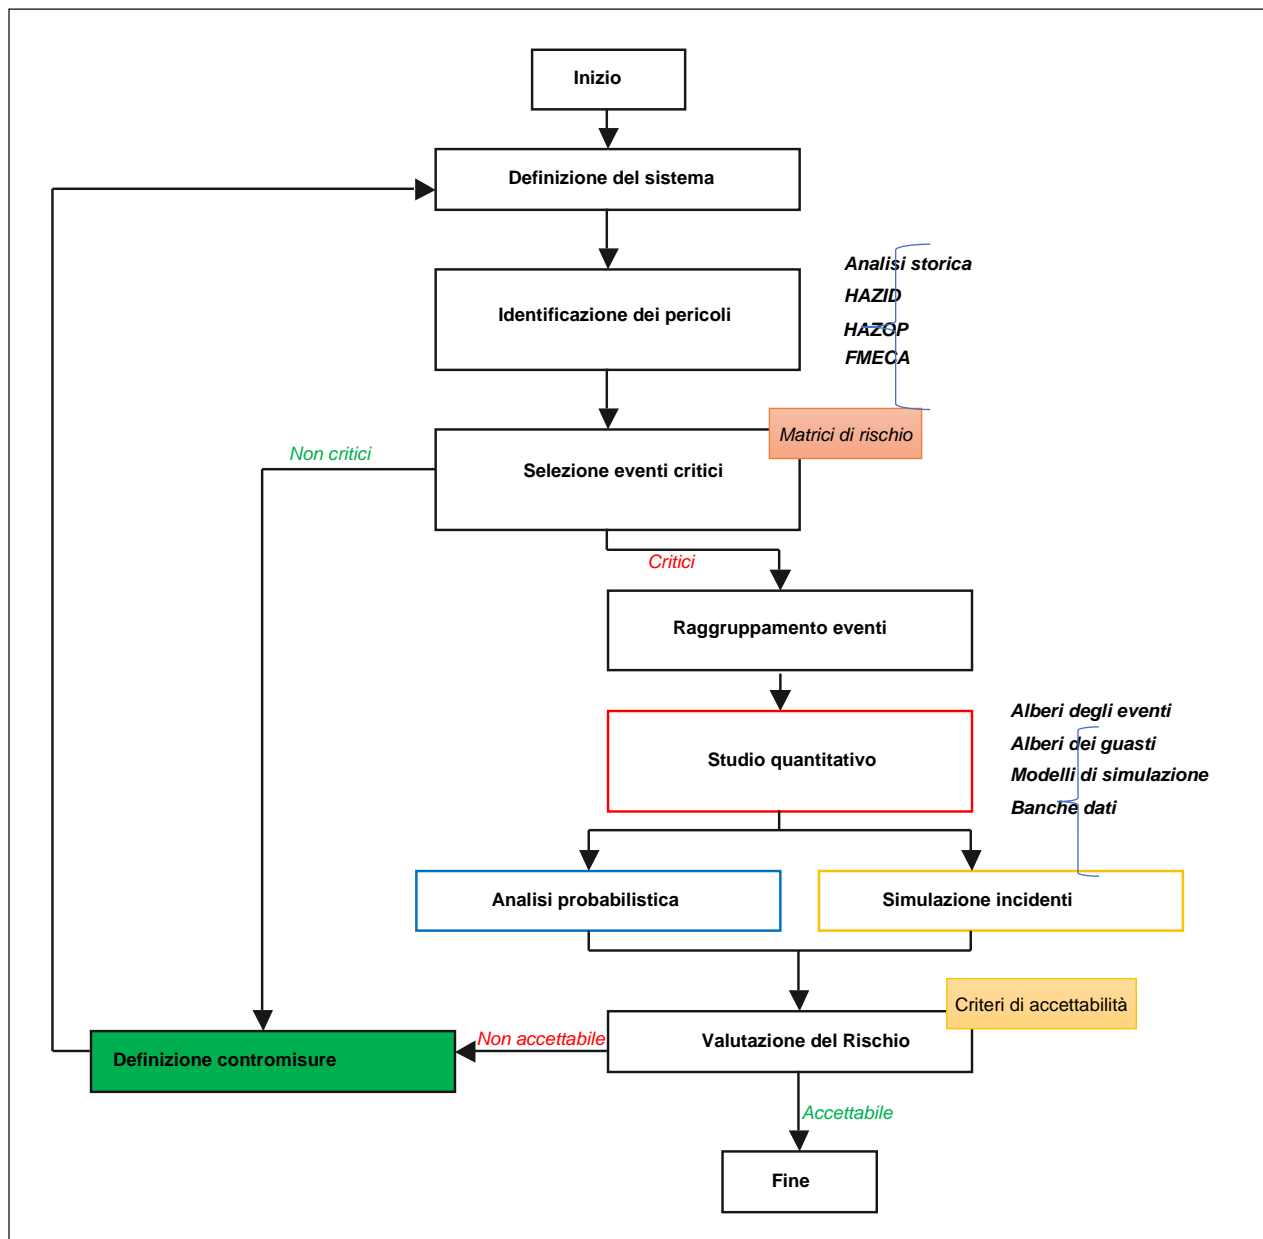 Inizio
Definizione del sistema
Analisi storica
HAZID
Identificazione dei pericoli
HAZOP
FMECA
Matrici di rischio
Non critici
Selezione eventi critici
Critici
Raggruppamento eventi
Alberi degli eventi
Alberi dei guasti
Studio quantitativo
Modelli di simulazione
Banche dati
Analisi probabilistica
Simulazione incidenti
Criteri di accettabilità
Non accettabile
Valutazione del Rischio
Definizione contromisure
Accettabile
Fine